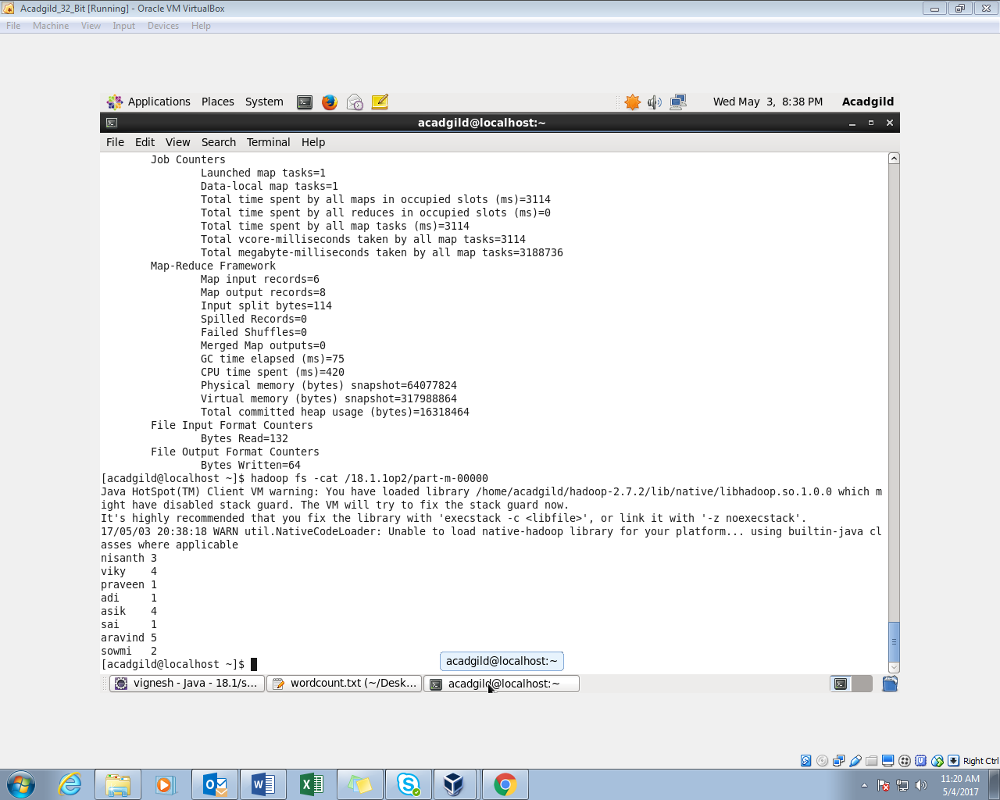 Acadgild_32_Bit [Running] - Oracle VM VirtualBox
File Machine View Input Devices Help
Applications Places System Wed May 3, 8:38 PM Acadgild
acadgild@localhost:~
File Edit View Search Terminal Help
Job Counters
Launched map tasks=1
Data-local map tasks=1
Total time spent by all maps in occupied slots (ms)=3114
Total time spent by all reduces in occupied slots (ms)=0
Total time spent by all map tasks (ms)=3114
Total vcore-milliseconds taken by all map tasks=3114
Total megabyte-milliseconds taken by all map tasks=3188736
Map-Reduce Framework
Map input records=6
Map output records=8
Input split bytes=114
Spilled Records=0
Failed Shuffles=0
Merged Map outputs=0
GC time elapsed (ms)=75
CPU time spent (ms)=420
Physical memory (bytes) snapshot=64077824
Virtual memory (bytes) snapshot=317988864
Total committed heap usage (bytes)=16318464
File Input Format Counters
Bytes Read=132
File Output Format Counters
Bytes Written=64
[acadgild@localhost ~]$ hadoop fs -cat /18.1.1op2/part-m-00000
Java HotSpot(TM) Client VM warning: You have loaded library /home/acadgild/hadoop-2.7.2/lib/native/libhadoop.so.1.0.0 which m
ight have disabled stack guard. The VM will try to fix the stack guard now.
It's highly recommended that you fix the library with 'execstack -c <libfile>', or link it with '-z noexecstack'.
17/05/03 20:38:18 WARN util.NativeCodeLoader: Unable to load native-hadoop library for your platform... using builtin-java cl
asses where applicable
nisanth 3
viky 4
praveen 1
adi 1
asik 4
sai 1
aravind 5
sowmi 2
[acadgild@localhost ~]$
acadgild@localhost:~
vignesh - Java - 18.1/s... wordcount.txt (~/Desk... acadgild@localhost:~
Right Ctrl
11:20 AM
5/4/2017